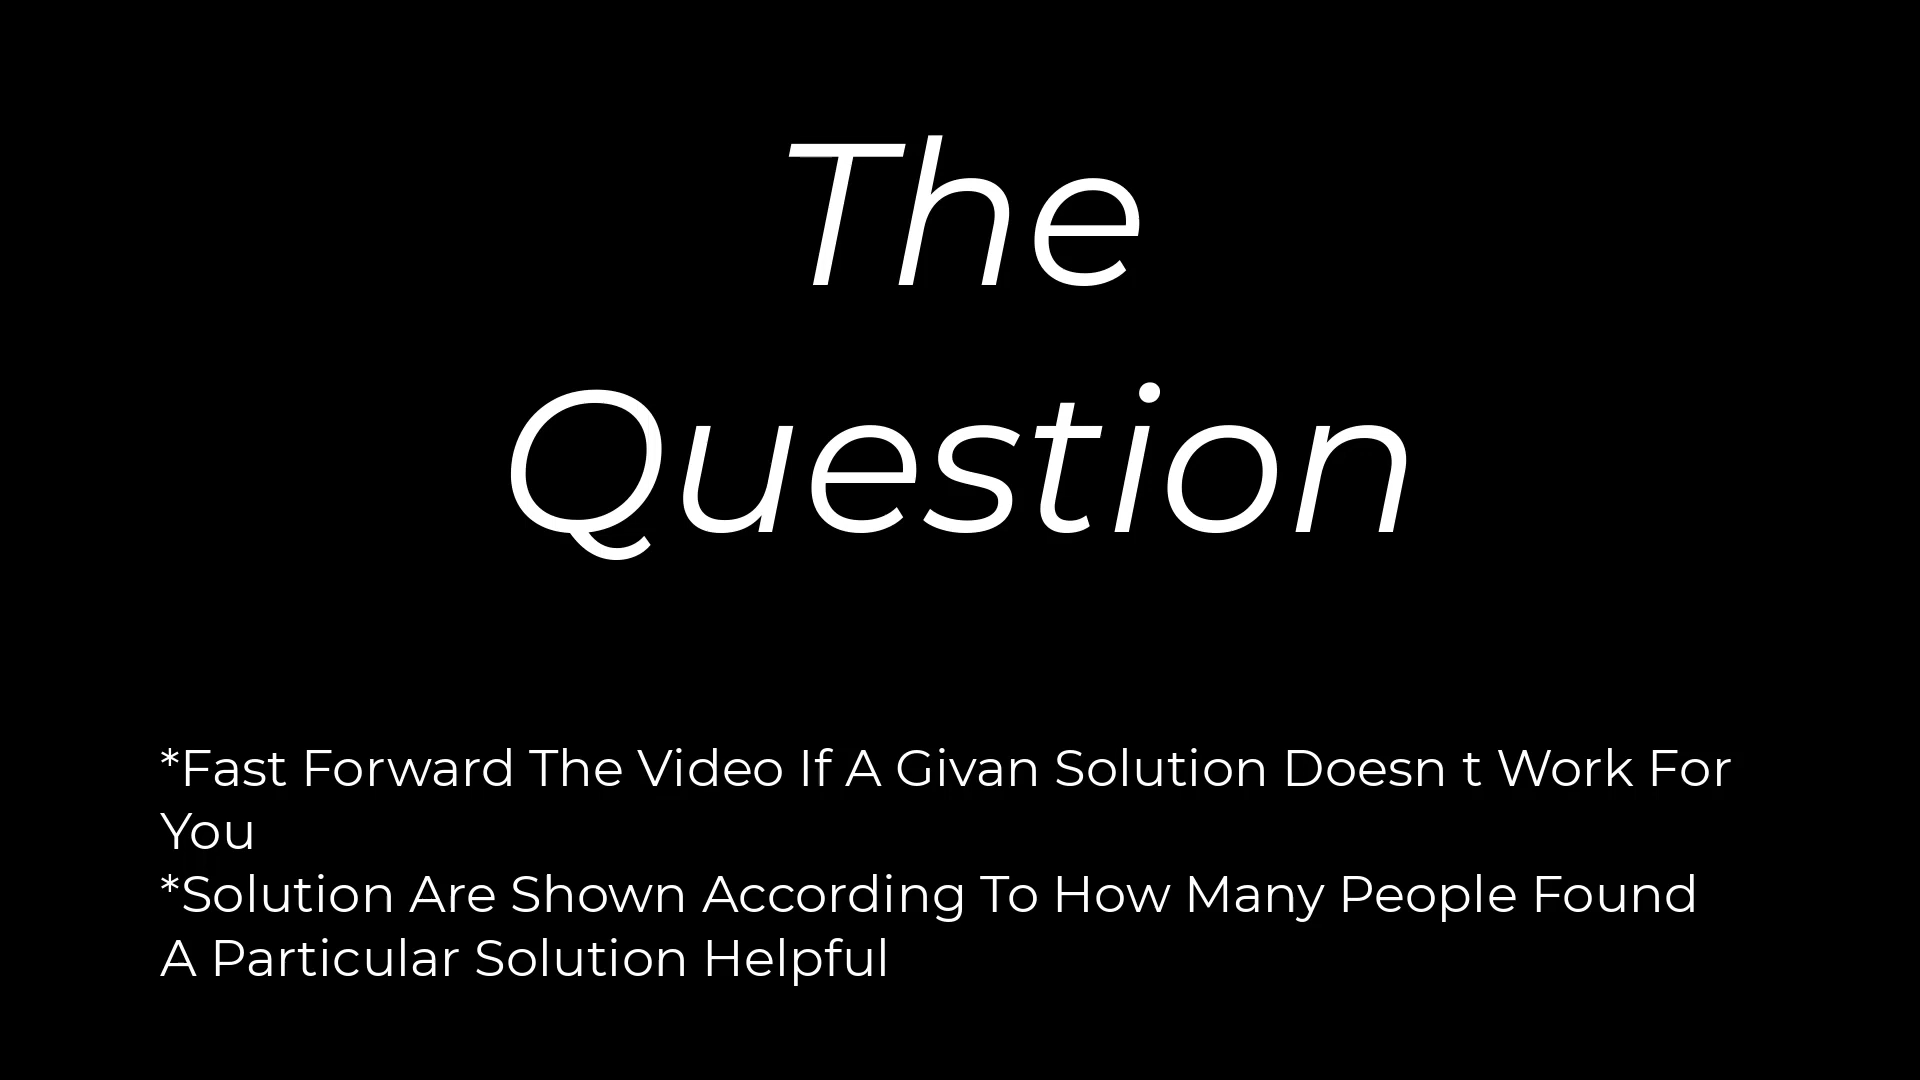 The
Question
*Fast Forward The Video If A Givan Solution Doesn t Work For
You
*Solution Are Shown According To How Many People Found
A Particular Solution Helpful